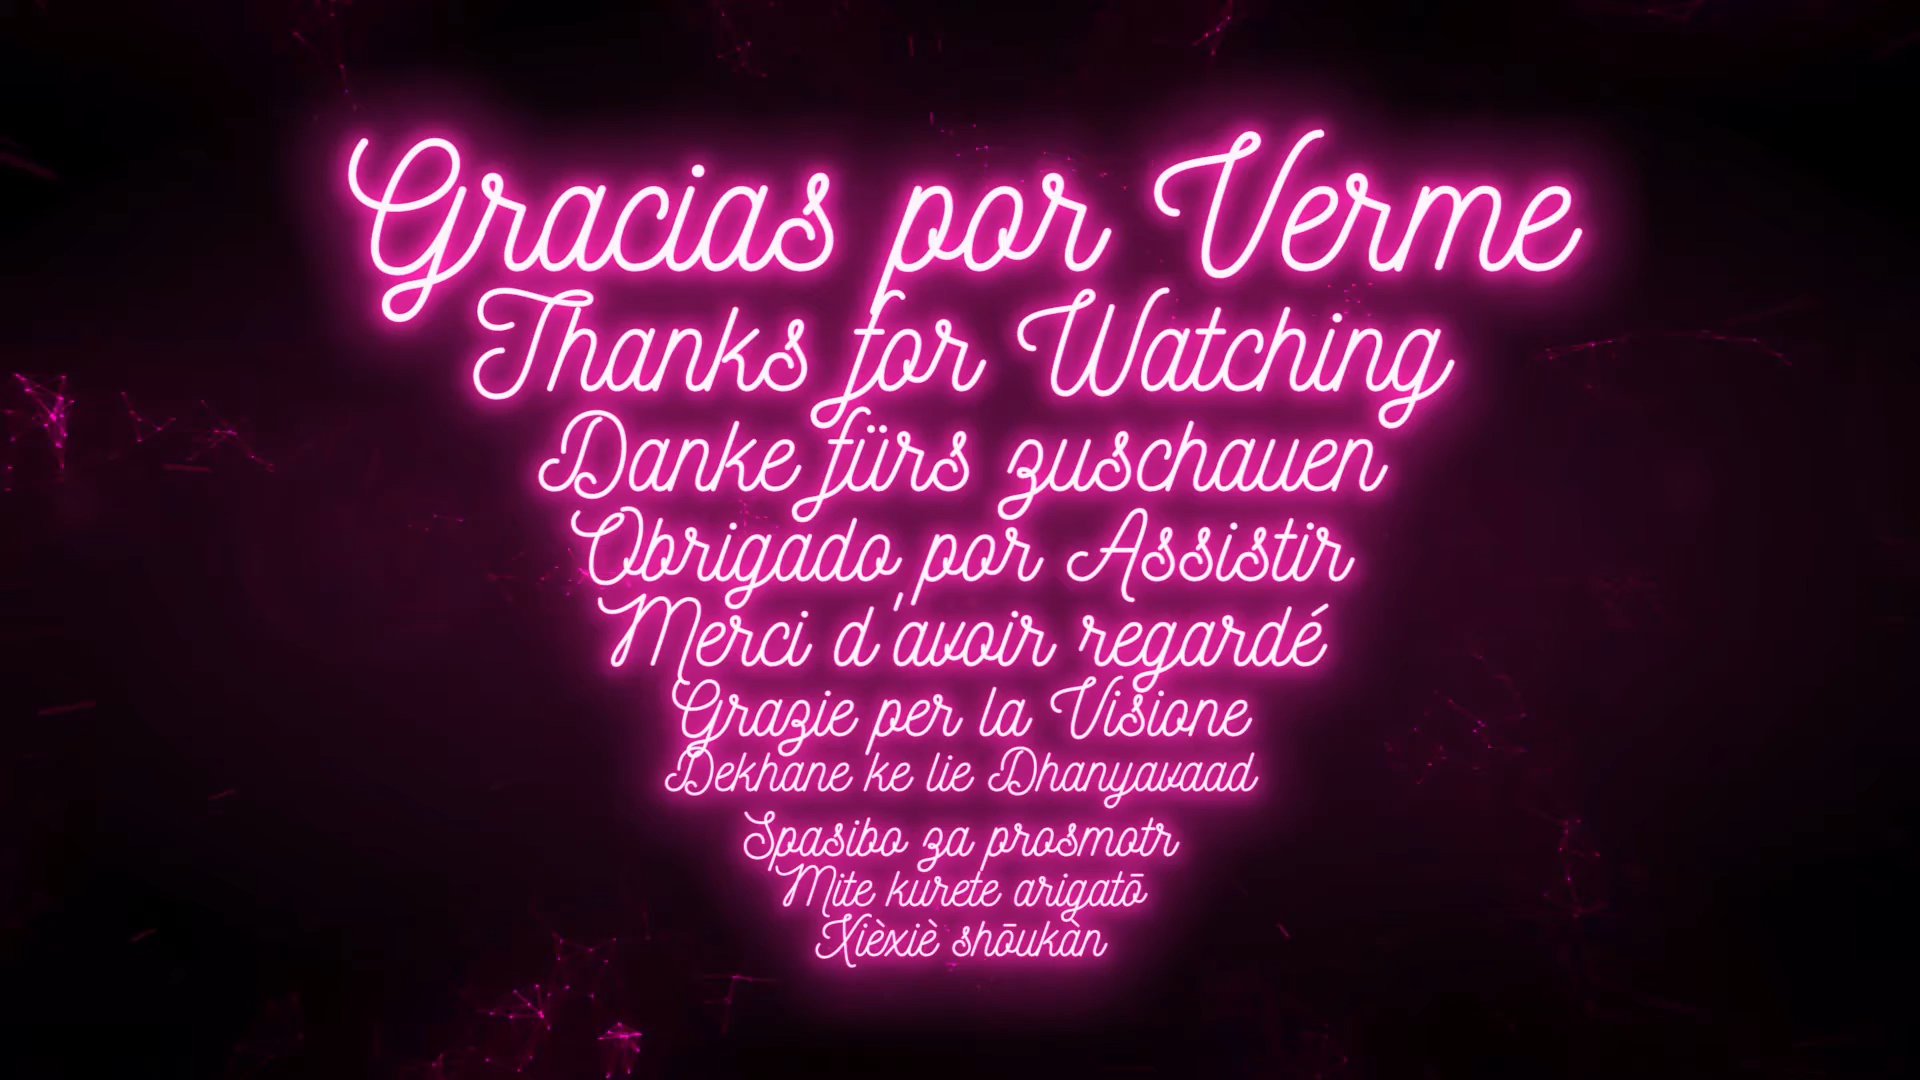 Gracias por Verme
Thanks for Watching
Danke fürs zuschauen
Obrigado por Assistir
Merci d'avoir regardé
Grazie per la Visione
Dekhane ke lie Dhanyavaad
Spasibo za prosmotr
Mite kurete arigatō
Xièxiè shōukàn